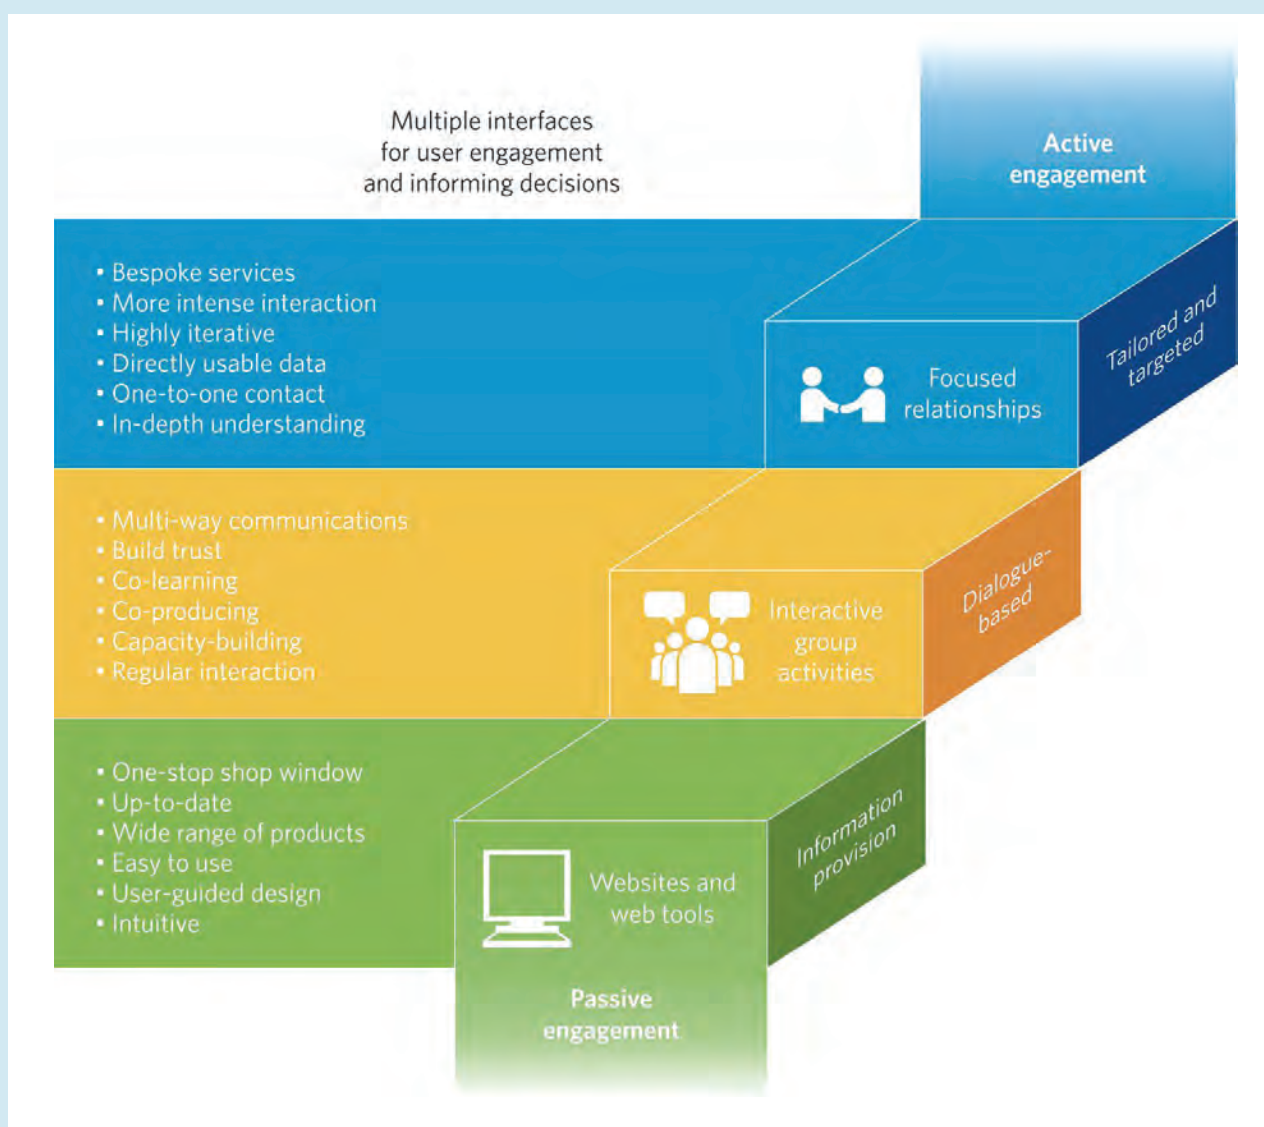 Multiple interfaces
for user engagement
and informing decisions
Active
engagement
• Bespoke services
• More intense interaction
• Highly iterative
• Directly usable data
• One-to-one contact
• In-depth understanding
Focused
relationships
Tailored and
targeted
• Multi-way communications
• Build trust
• Co-learning
• Co-producing
• Capacity-building
• Regular interaction
Interactive
group
activities
Dialogue-
based
• One-stop shop window
• Up-to-date
• Wide range of products
• Easy to use
• User-guided design
• Intuitive
Websites and
web tools
Information
provision
Passive
engagement